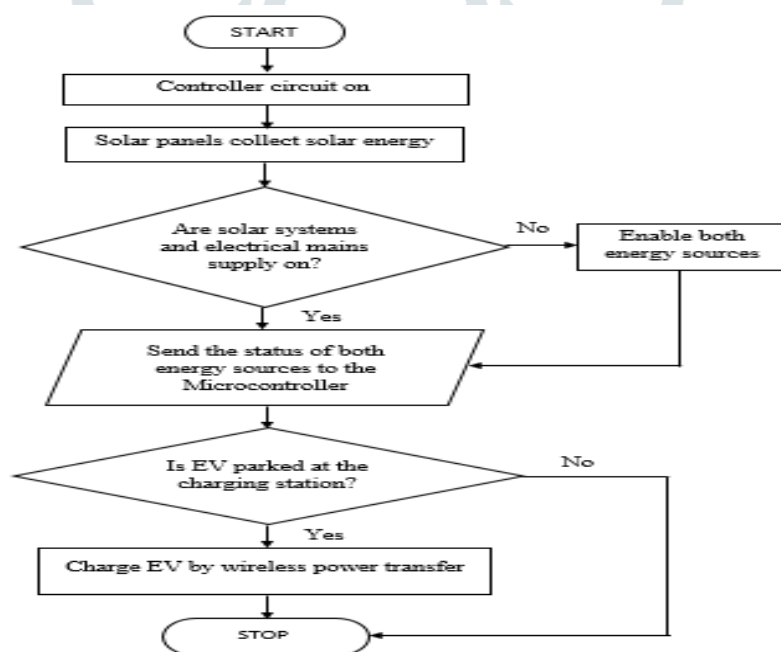 START
Controller circuit on
Solar panels collect solar energy
Are solar systems
and electrical mains
supply on?
No
Enable both
energy sources
Yes
Send the status of both
energy sources to the
Microcontroller
Is EV parked at the
charging station?
No
Yes
Charge EV by wireless power transfer
STOP